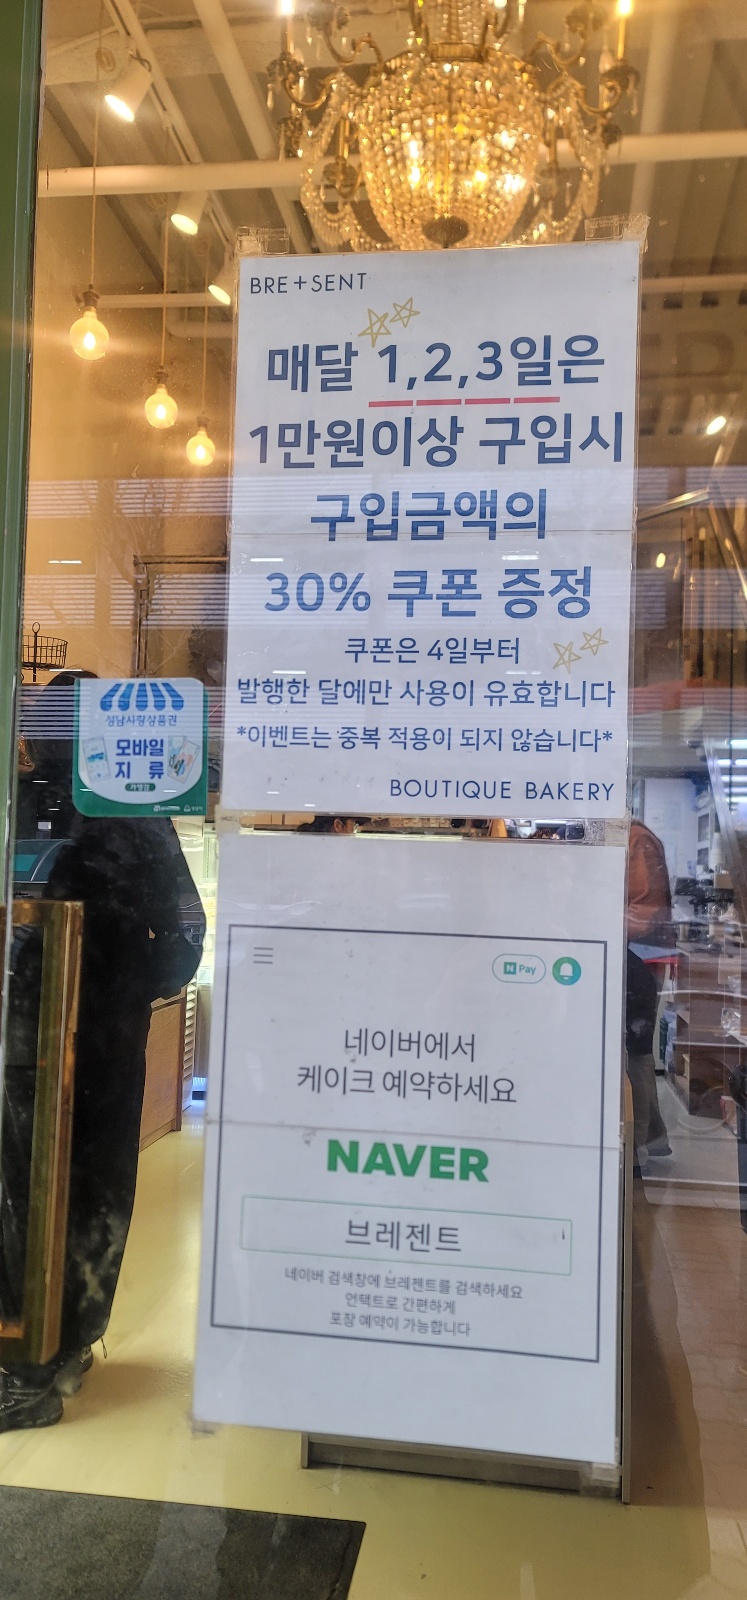 BRE+SENT
매달 1,2,3일은
1만원이상 구입시
구입금액의
30% 쿠폰 증정
쿠폰은 4일부터
발행한 달에만 사용이 유효합니다
*이벤트는 중복 적용이 되지 않습니다*
BOUTIQUE BAKERY
성남사랑상품권
모바일
지 류
가맹점
N Pay
네이버에서
케이크 예약하세요
NAVER
브레젠트
네이버 검색창에 브레젠트를 검색하세요
언택트로 간편하게
포장 예약이 가능합니다